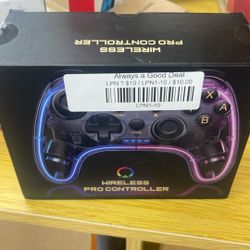 WIRELESS
PRO CONTROLLER
Always a Good Deal
LPN 1 $10 / LPN1-10 / $10.00
LPN1-10
X
A
B
WIRELESS
PRO CONTROLLER